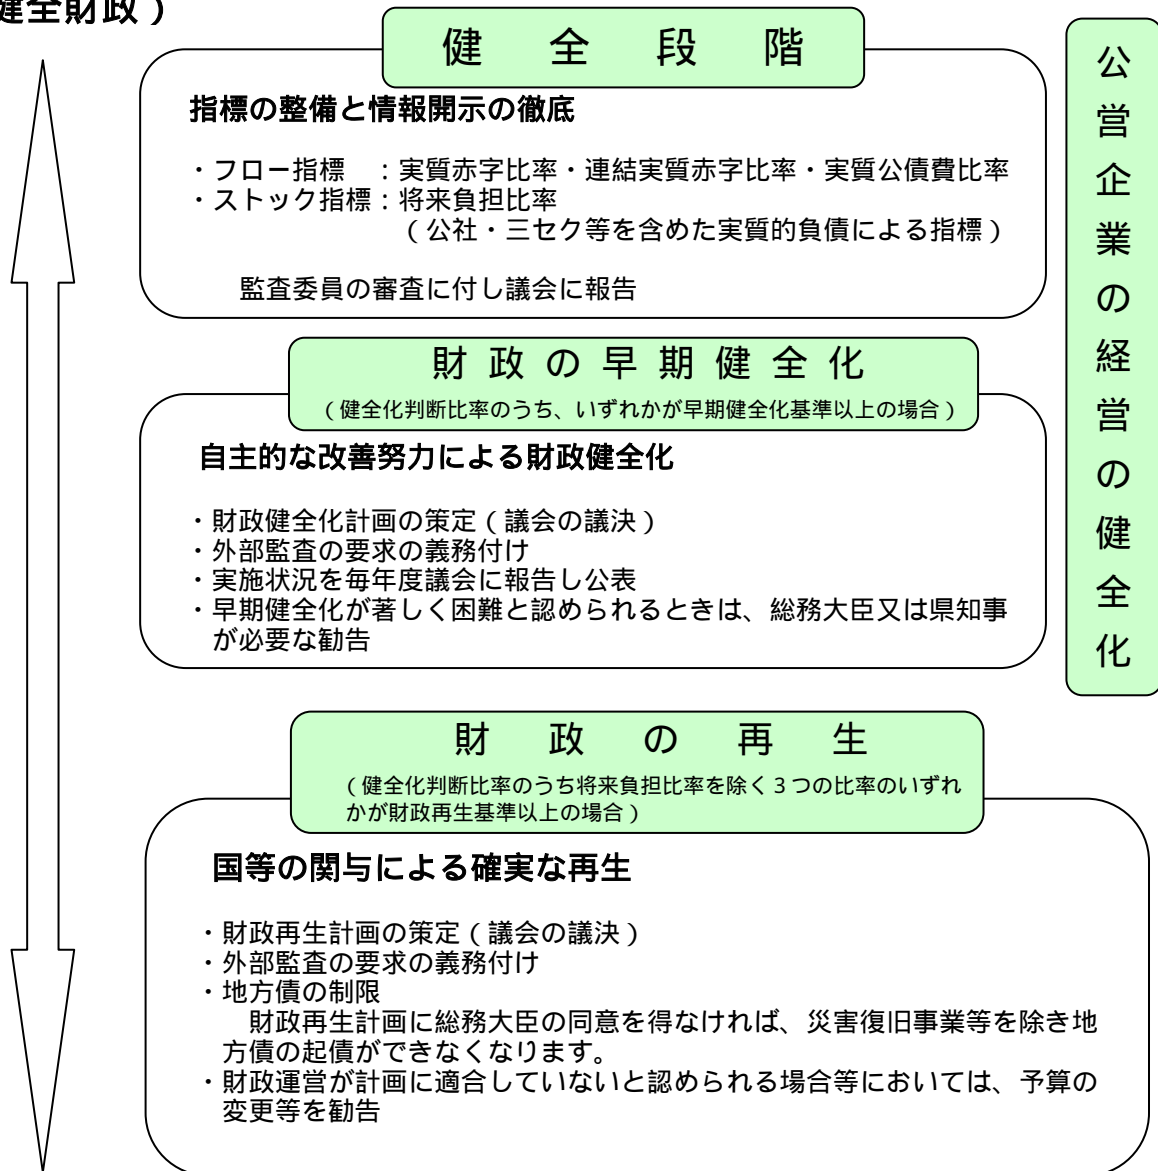 健全財政）
健全段階
指標の整備と情報開示の徹底
・フロー指標　：実質赤字比率・連結実質赤字比率・実質公債費比率
・ストック指標：将来負担比率
（公社・三セク等を含めた実質的負債による指標）
監査委員の審査に付し議会に報告
財政の早期健全化
（健全化判断比率のうち、いずれかが早期健全化基準以上の場合）
自主的な改善努力による財政健全化
・財政健全化計画の策定（議会の議決）
・外部監査の要求の義務付け
・実施状況を毎年度議会に報告し公表
・早期健全化が著しく困難と認められるときは、総務大臣又は県知事
が必要な勧告
財政の再生
（健全化判断比率のうち将来負担比率を除く３つの比率のいずれ
かが財政再生基準以上の場合）
国等の関与による確実な再生
・財政再生計画の策定（議会の議決）
・外部監査の要求の義務付け
・地方債の制限
財政再生計画に総務大臣の同意を得なければ、災害復旧事業等を除き地
方債の起債ができなくなります。
・財政運営が計画に適合していないと認められる場合等においては、予算の
変更等を勧告
公営企業の経営の健全化